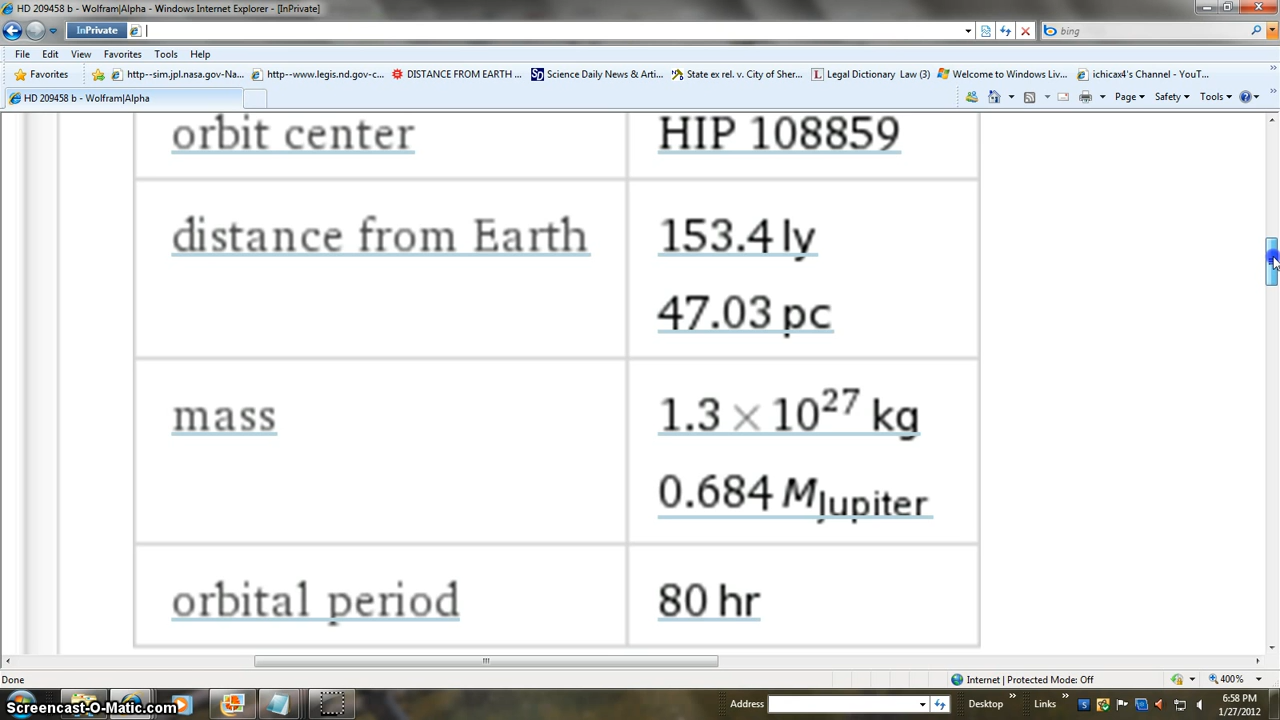 HD 209458 b - Wolfram|Alpha - Windows Internet Explorer - [InPrivate]
InPrivate
bing
File Edit View Favorites Tools Help
Favorites http--sim.jpl.nasa.gov-Na... http--www.legis.nd.gov-c... DISTANCE FROM EARTH ... Science Daily News & Arti... State ex rel. v. City of Sher... Legal Dictionary Law (3) Welcome to Windows Liv... ichicax4's Channel - YouT...
HD 209458 b - Wolfram|Alpha
Page Safety Tools
orbit center HIP 108859
distance from Earth 153.4 ly
47.03 pc
mass 1.3 × 10²⁷ kg
0.684 M Jupiter
orbital period 80 hr
Done Internet | Protected Mode: Off 400%
Screencast-O-Matic.com Address Desktop Links 6:58 PM
1/27/2012